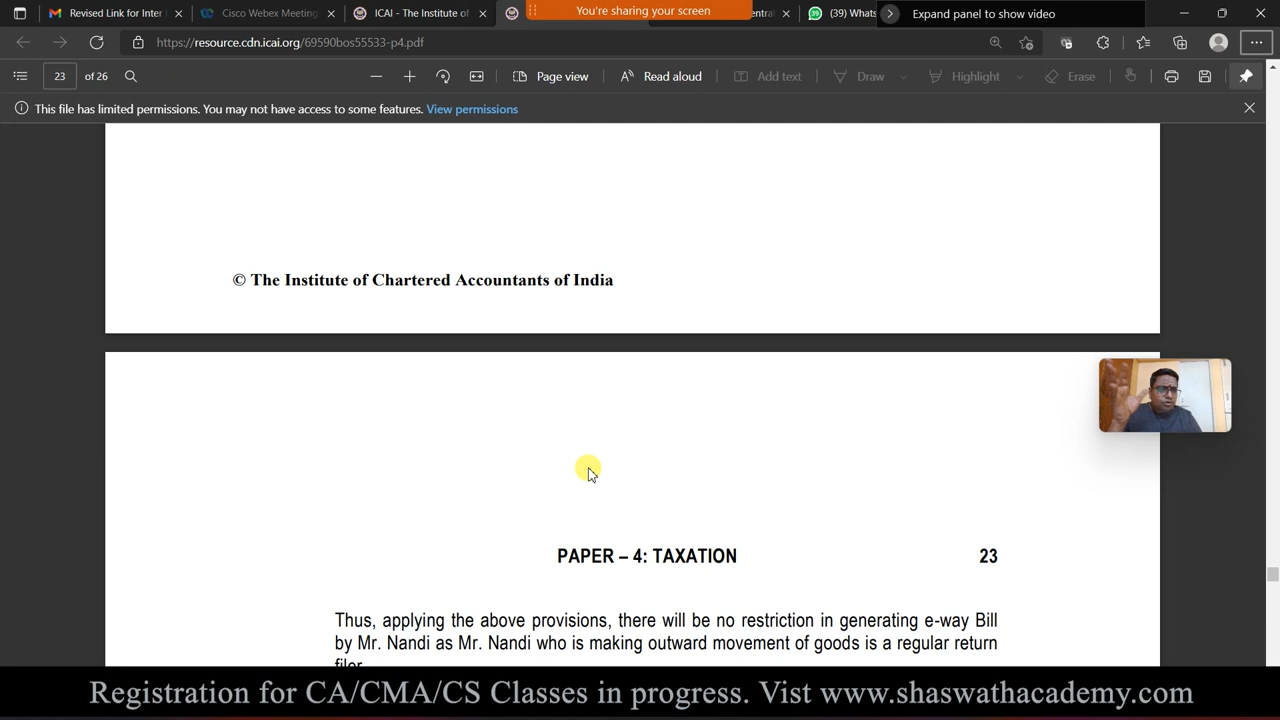 Revised Link for Inter
Cisco Webex Meeting
ICAI - The Institute of
You're sharing your screen
entral
(39) Whats
Expand panel to show video
https://resource.cdn.icai.org/69590bos55533-p4.pdf
23 of 26
Page view
Read aloud
Add text
Draw
Highlight
Erase
This file has limited permissions. You may not have access to some features. View permissions
© The Institute of Chartered Accountants of India
PAPER – 4: TAXATION 23
Thus, applying the above provisions, there will be no restriction in generating e-way Bill
by Mr. Nandi as Mr. Nandi who is making outward movement of goods is a regular return
filer
Registration for CA/CMA/CS Classes in progress. Vist www.shaswathacademy.com